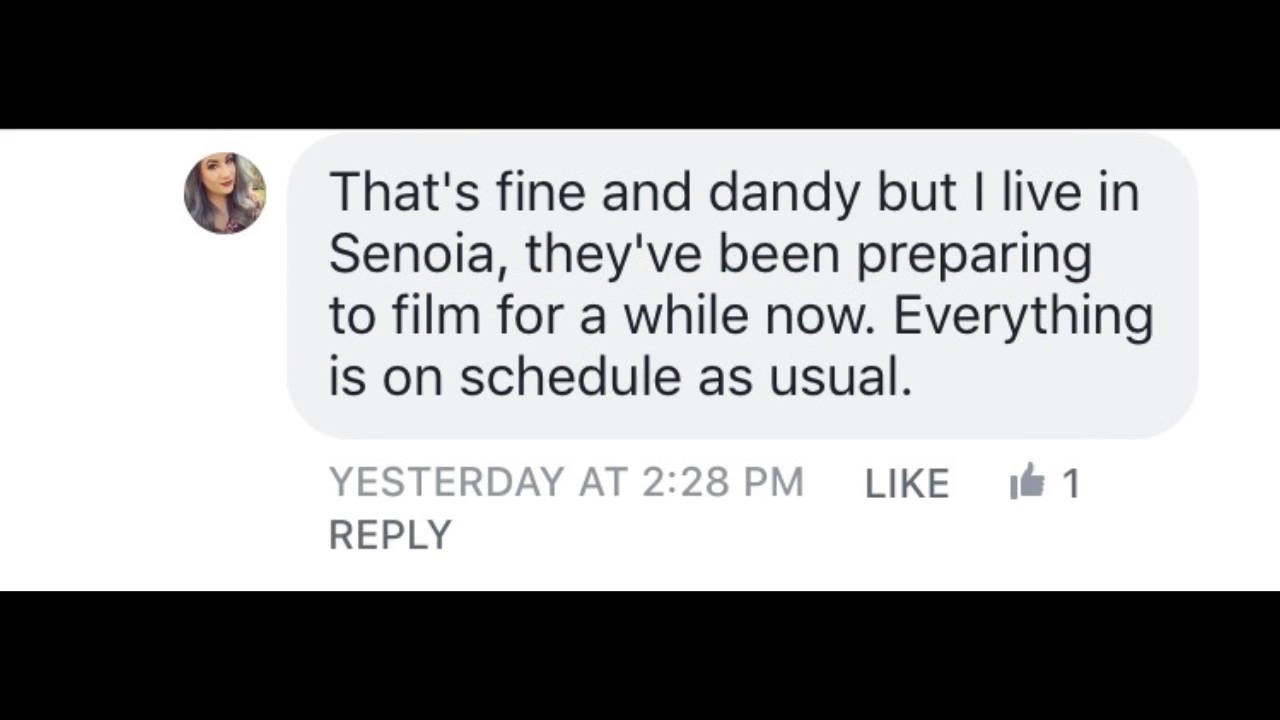 That's fine and dandy but I live in
Senoia, they've been preparing
to film for a while now. Everything
is on schedule as usual.
YESTERDAY AT 2:28 PM LIKE 1
REPLY